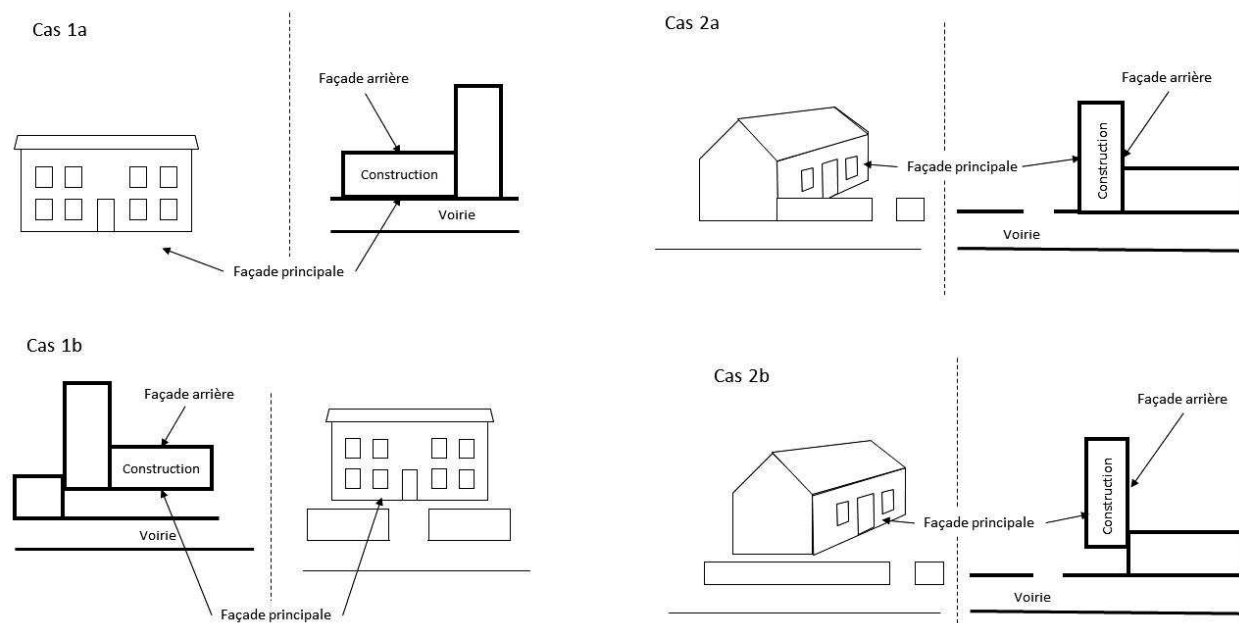 Cas 1a
Façade arrière
Construction
Voirie
Façade principale
Cas 2a
Façade arrière
Façade principale
Construction
Voirie
Cas 1b
Façade arrière
Construction
Voirie
Façade principale
Cas 2b
Façade arrière
Construction
Façade principale
Voirie